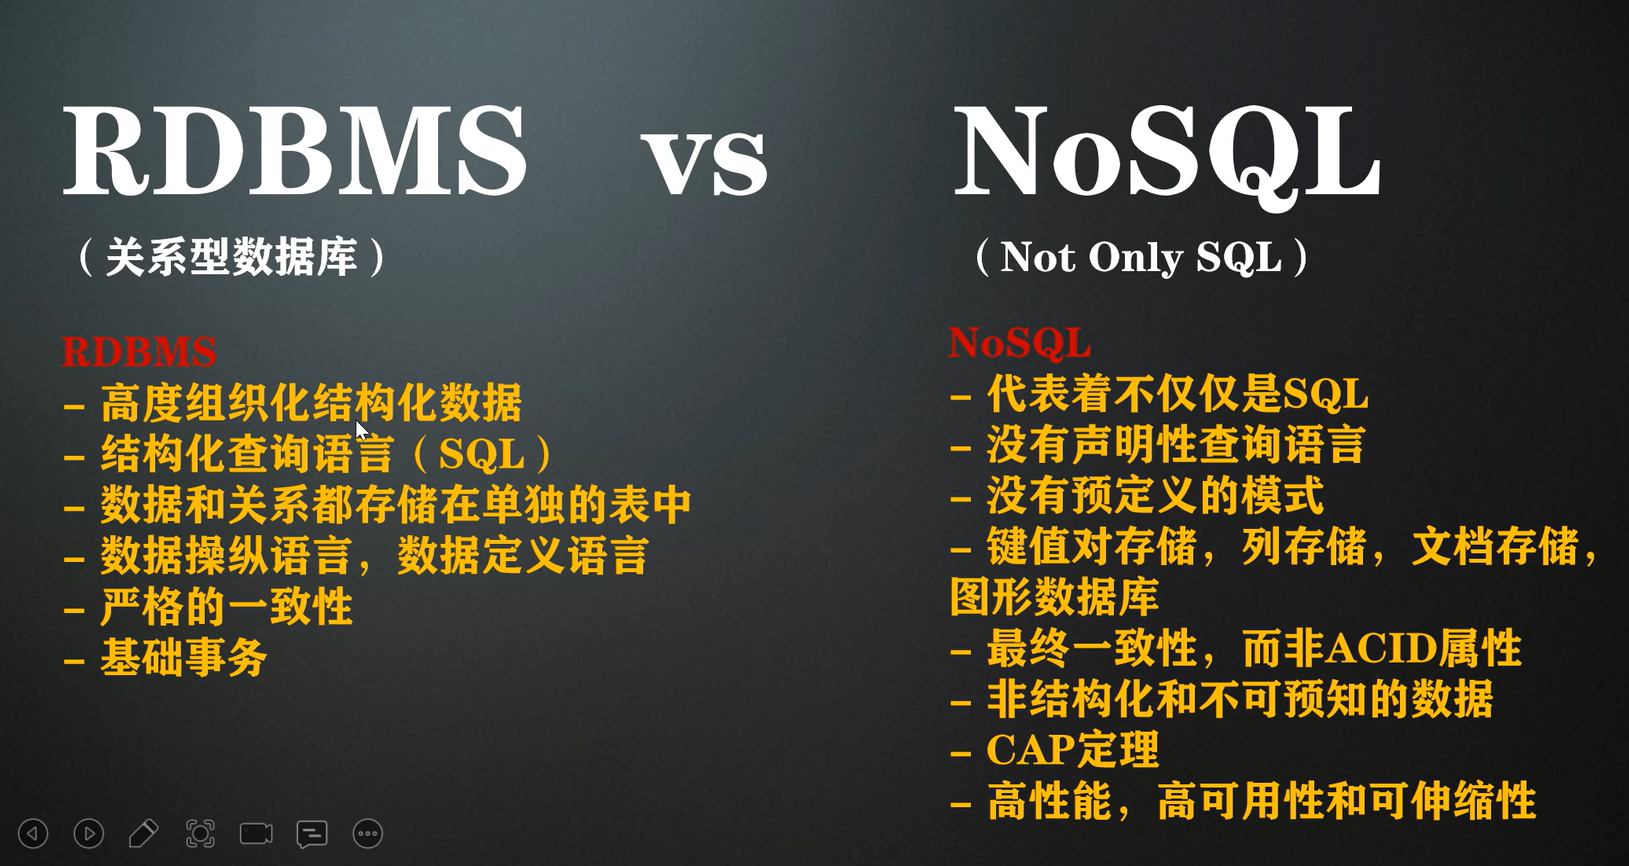 RDBMS vs NoSQL
（关系型数据库）
（Not Only SQL）
RDBMS
– 高度组织化结构化数据
– 结构化查询语言（SQL）
– 数据和关系都存储在单独的表中
– 数据操纵语言，数据定义语言
– 严格的一致性
– 基础事务
NoSQL
– 代表着不仅仅是SQL
– 没有声明性查询语言
– 没有预定义的模式
– 键值对存储，列存储，文档存储，
图形数据库
– 最终一致性，而非ACID属性
– 非结构化和不可预知的数据
– CAP定理
– 高性能，高可用性和可伸缩性